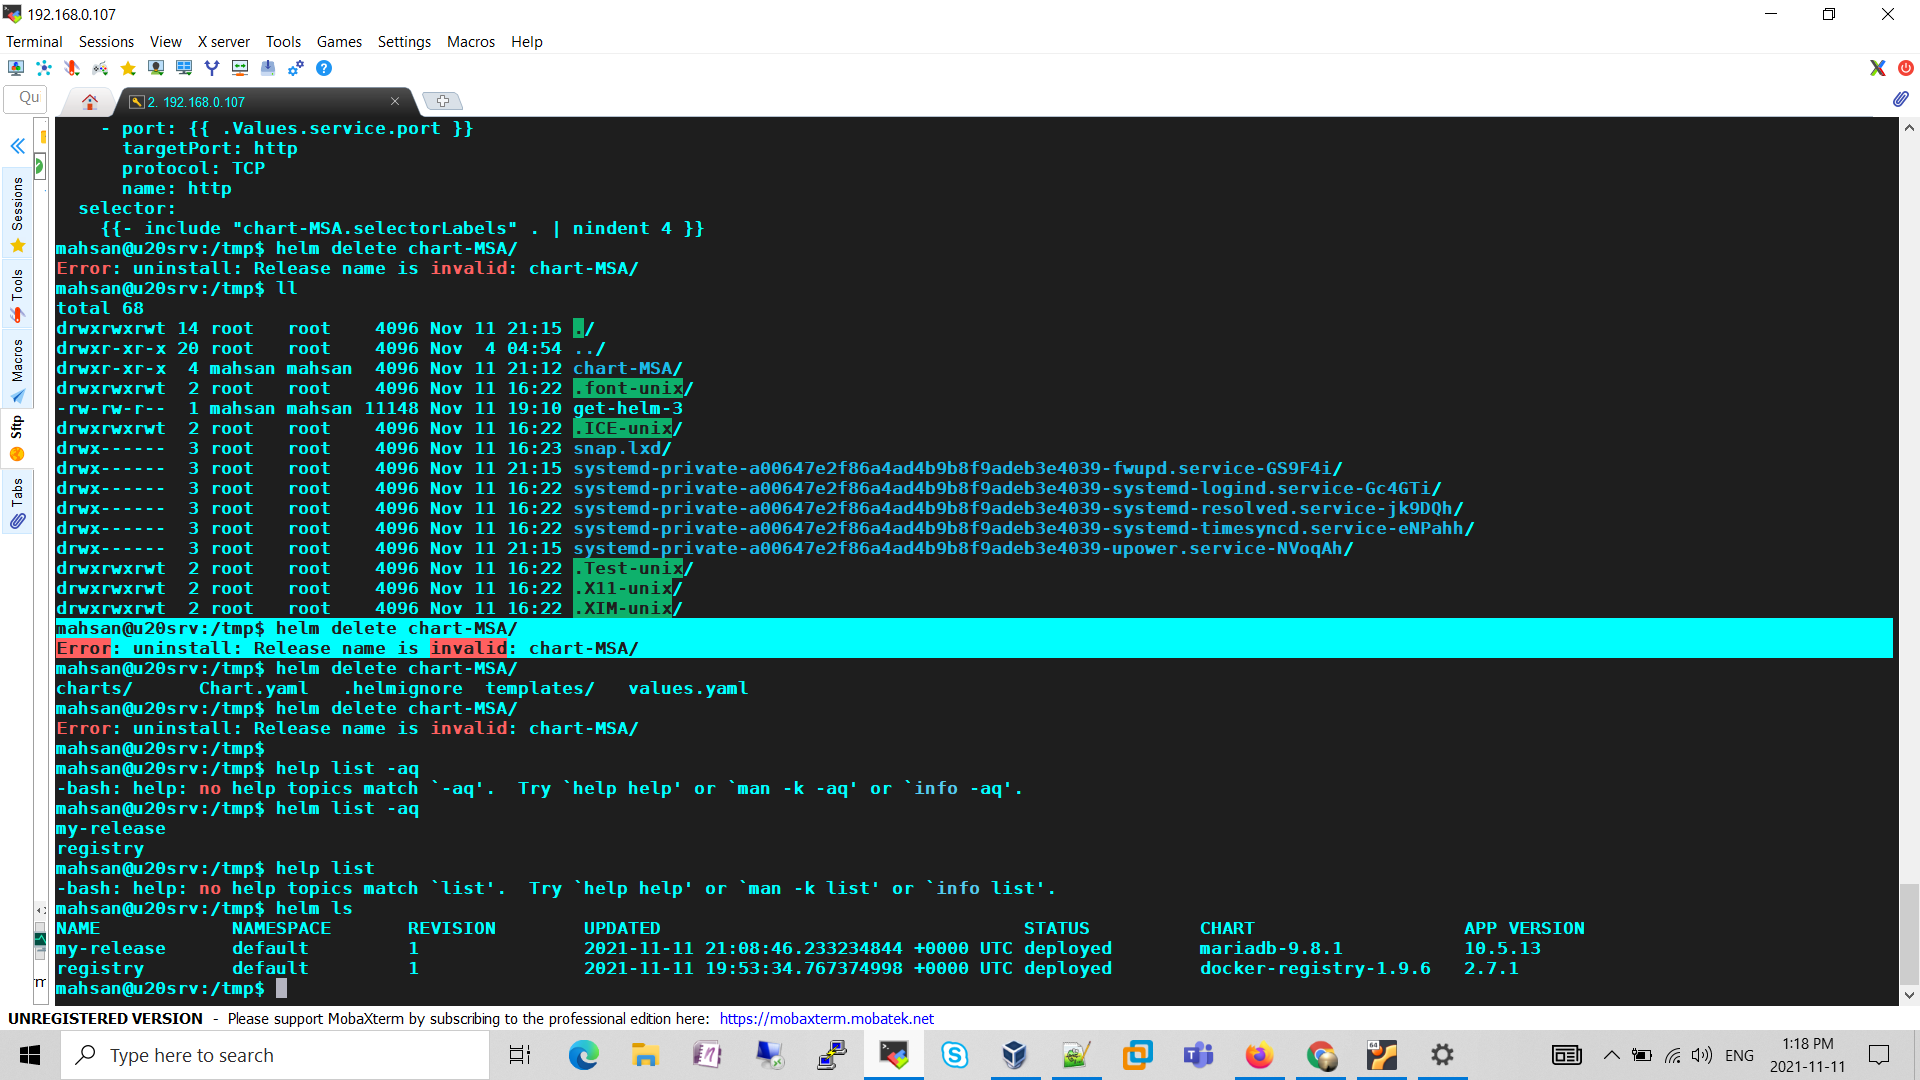 192.168.0.107
Terminal Sessions View X server Tools Games Settings Macros Help
Qu
2. 192.168.0.107
Sessions
Tools
Macros
Sftp
Tabs
- port: {{ .Values.service.port }}
targetPort: http
protocol: TCP
name: http
selector:
{{- include "chart-MSA.selectorLabels" . | nindent 4 }}
mahsan@u20srv:/tmp$ helm delete chart-MSA/
Error: uninstall: Release name is invalid: chart-MSA/
mahsan@u20srv:/tmp$ ll
total 68
drwxrwxrwt 14 root   root    4096 Nov 11 21:15 ./
drwxr-xr-x 20 root   root    4096 Nov  4 04:54 ../
drwxr-xr-x  4 mahsan mahsan  4096 Nov 11 21:12 chart-MSA/
drwxrwxrwt  2 root   root    4096 Nov 11 16:22 .font-unix/
-rw-rw-r--  1 mahsan mahsan 11148 Nov 11 19:10 get-helm-3
drwxrwxrwt  2 root   root    4096 Nov 11 16:22 .ICE-unix/
drwx------  3 root   root    4096 Nov 11 16:23 snap.lxd/
drwx------  3 root   root    4096 Nov 11 21:15 systemd-private-a00647e2f86a4ad4b9b8f9adeb3e4039-fwupd.service-GS9F4i/
drwx------  3 root   root    4096 Nov 11 16:22 systemd-private-a00647e2f86a4ad4b9b8f9adeb3e4039-systemd-logind.service-Gc4GTi/
drwx------  3 root   root    4096 Nov 11 16:22 systemd-private-a00647e2f86a4ad4b9b8f9adeb3e4039-systemd-resolved.service-jk9DQh/
drwx------  3 root   root    4096 Nov 11 16:22 systemd-private-a00647e2f86a4ad4b9b8f9adeb3e4039-systemd-timesyncd.service-eNPahh/
drwx------  3 root   root    4096 Nov 11 21:15 systemd-private-a00647e2f86a4ad4b9b8f9adeb3e4039-upower.service-NVoqAh/
drwxrwxrwt  2 root   root    4096 Nov 11 16:22 .Test-unix/
drwxrwxrwt  2 root   root    4096 Nov 11 16:22 .X11-unix/
drwxrwxrwt  2 root   root    4096 Nov 11 16:22 .XIM-unix/
mahsan@u20srv:/tmp$ helm delete chart-MSA/
Error: uninstall: Release name is invalid: chart-MSA/
mahsan@u20srv:/tmp$ helm delete chart-MSA/
charts/      Chart.yaml   .helmignore  templates/   values.yaml
mahsan@u20srv:/tmp$ helm delete chart-MSA/
Error: uninstall: Release name is invalid: chart-MSA/
mahsan@u20srv:/tmp$
mahsan@u20srv:/tmp$ help list -aq
-bash: help: no help topics match `-aq'.  Try `help help' or `man -k -aq' or `info -aq'.
mahsan@u20srv:/tmp$ helm list -aq
my-release
registry
mahsan@u20srv:/tmp$ help list
-bash: help: no help topics match `list'.  Try `help help' or `man -k list' or `info list'.
mahsan@u20srv:/tmp$ helm ls
NAME            NAMESPACE       REVISION        UPDATED                                 STATUS          CHART                   APP VERSION
my-release      default         1               2021-11-11 21:08:46.233234844 +0000 UTC deployed        mariadb-9.8.1           10.5.13
registry        default         1               2021-11-11 19:53:34.767374998 +0000 UTC deployed        docker-registry-1.9.6   2.7.1
mahsan@u20srv:/tmp$
UNREGISTERED VERSION - Please support MobaXterm by subscribing to the professional edition here: https://mobaxterm.mobatek.net
Type here to search
ENG
1:18 PM
2021-11-11